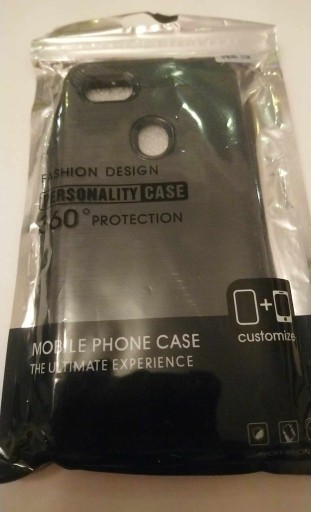 FASHION DESIGN
PERSONALITY CASE
360° PROTECTION
customize
MOBILE PHONE CASE
THE ULTIMATE EXPERIENCE